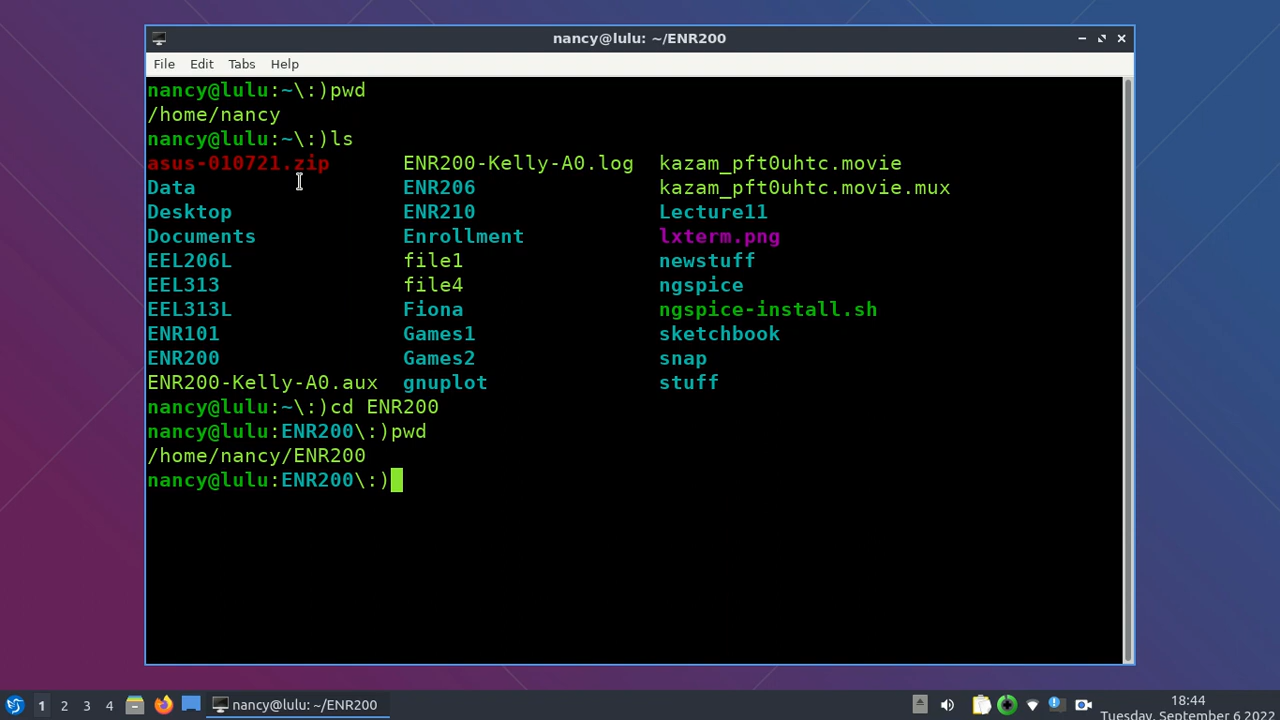 nancy@lulu: ~/ENR200
File Edit Tabs Help
nancy@lulu:~\:)pwd
/home/nancy
nancy@lulu:~\:)ls
asus-010721.zip ENR200-Kelly-A0.log kazam_pft0uhtc.movie
Data ENR206 kazam_pft0uhtc.movie.mux
Desktop ENR210 Lecture11
Documents Enrollment lxterm.png
EEL206L file1 newstuff
EEL313 file4 ngspice
EEL313L Fiona ngspice-install.sh
ENR101 Games1 sketchbook
ENR200 Games2 snap
ENR200-Kelly-A0.aux gnuplot stuff
nancy@lulu:~\:)cd ENR200
nancy@lulu:ENR200\:)pwd
/home/nancy/ENR200
nancy@lulu:ENR200\:)
1 2 3 4 nancy@lulu: ~/ENR200 18:44
Tuesday, September 6 2022